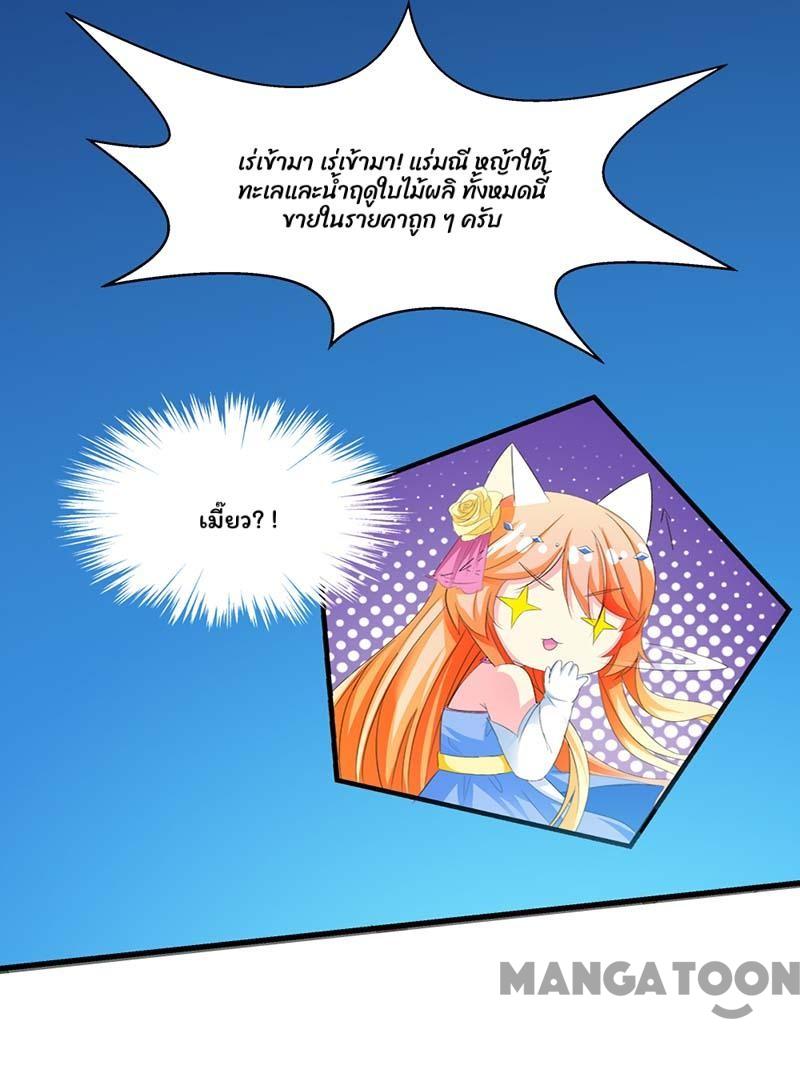 เร่เข้ามา เร่เข้ามา! แร่มณี หญ้าใต้
ทะเลและน้ำฤดูใบไม้ผลิ ทั้งหมดนี้
ขายในรายคาถูก ๆ ครับ
เมี๊ยว? !
MANGATOON